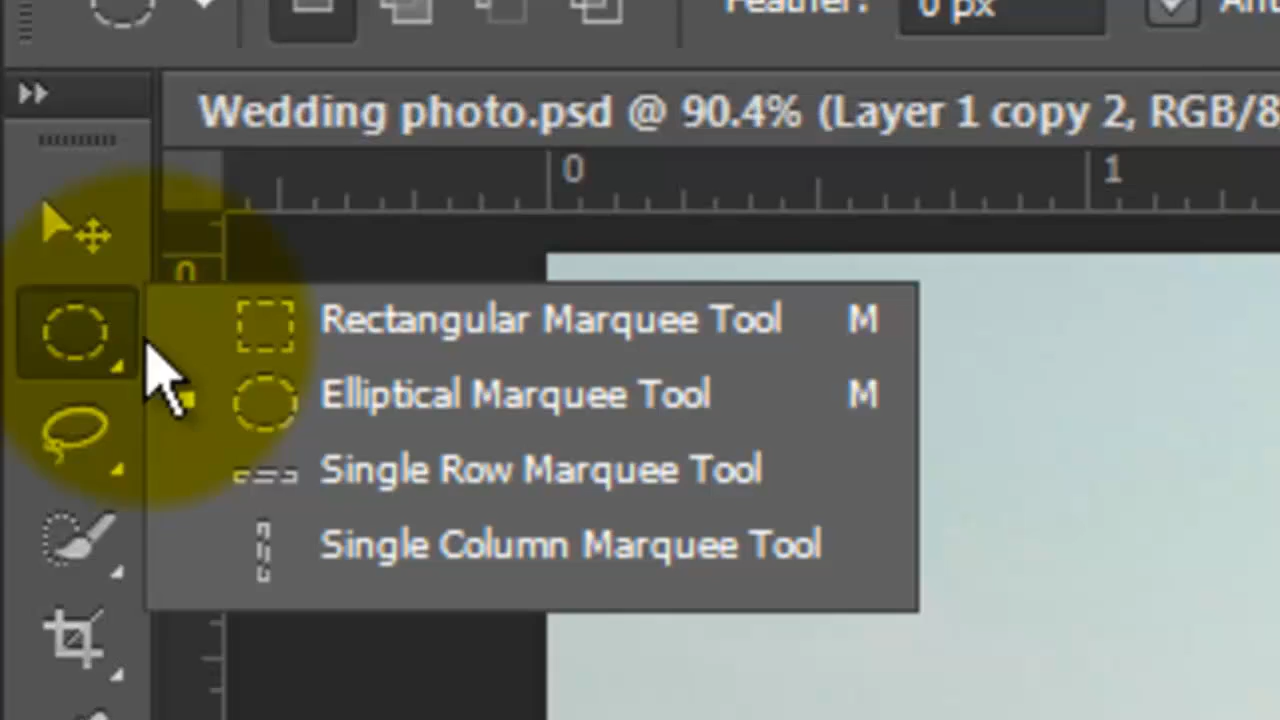 Feather: 0 px
Wedding photo.psd @ 90.4% (Layer 1 copy 2, RGB/8
0 1
0
Rectangular Marquee Tool M
Elliptical Marquee Tool M
Single Row Marquee Tool
Single Column Marquee Tool